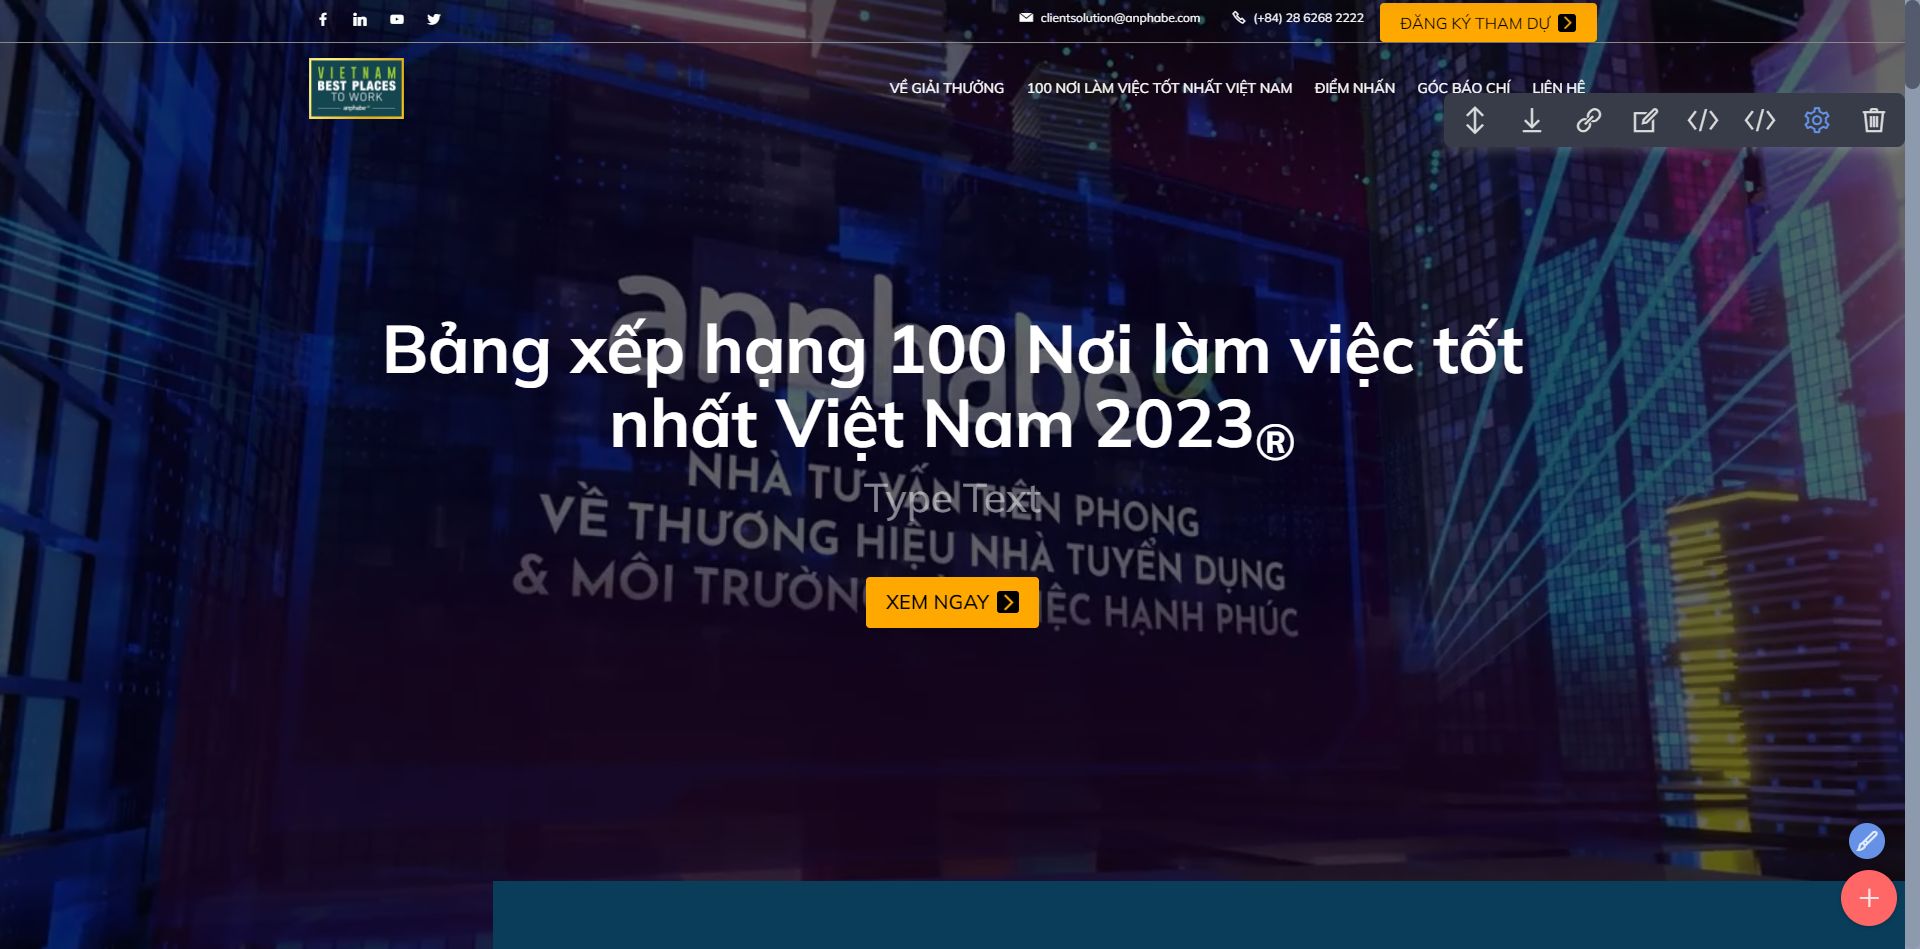 clientsolution@anphabe.com
(+84) 28 6268 2222
ĐĂNG KÝ THAM DỰ
VIETNAM
BEST PLACES
TO WORK
anphabe
VỀ GIẢI THƯỞNG
100 NƠI LÀM VIỆC TỐT NHẤT VIỆT NAM
ĐIỂM NHẤN
GÓC BÁO CHÍ
LIÊN HỆ
anphabe
Bảng xếp hạng 100 Nơi làm việc tốt
nhất Việt Nam 2023®
Type Text
NHÀ TƯ VẤN TIÊN PHONG
VỀ THƯƠNG HIỆU NHÀ TUYỂN DỤNG
& MÔI TRƯỜN IỆC HẠNH PHÚC
XEM NGAY